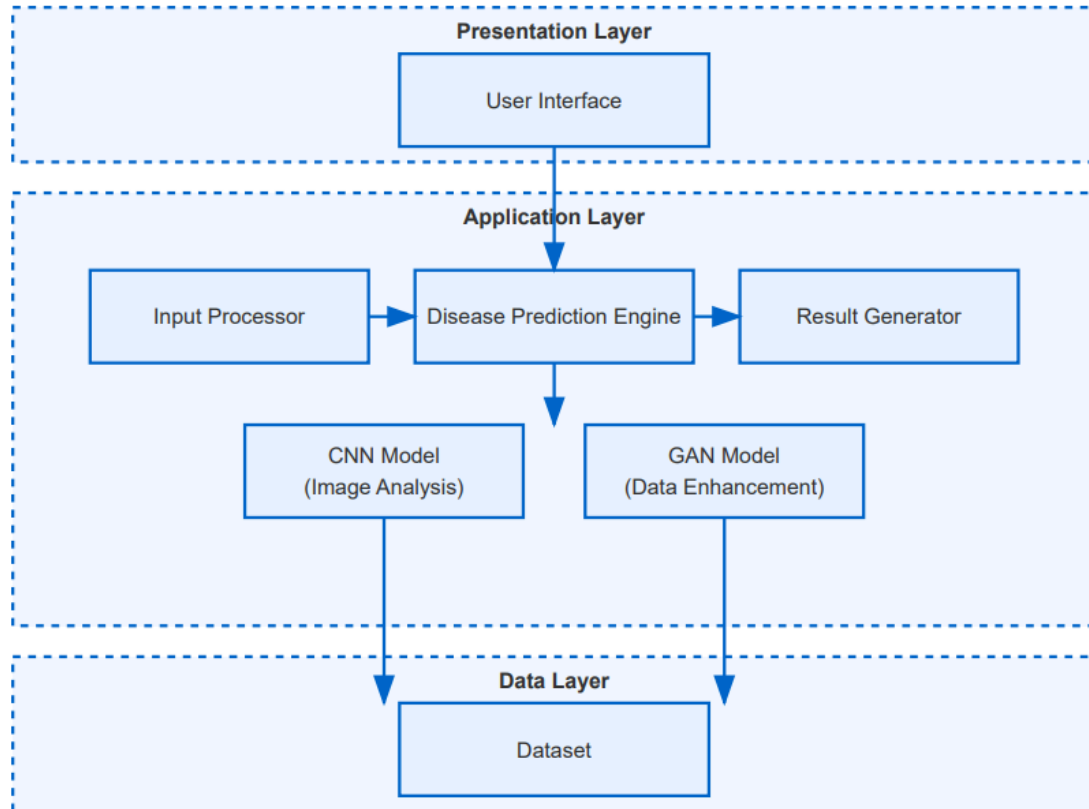 Presentation Layer
User Interface
Application Layer
Input Processor
Disease Prediction Engine
Result Generator
CNN Model
(Image Analysis)
GAN Model
(Data Enhancement)
Data Layer
Dataset